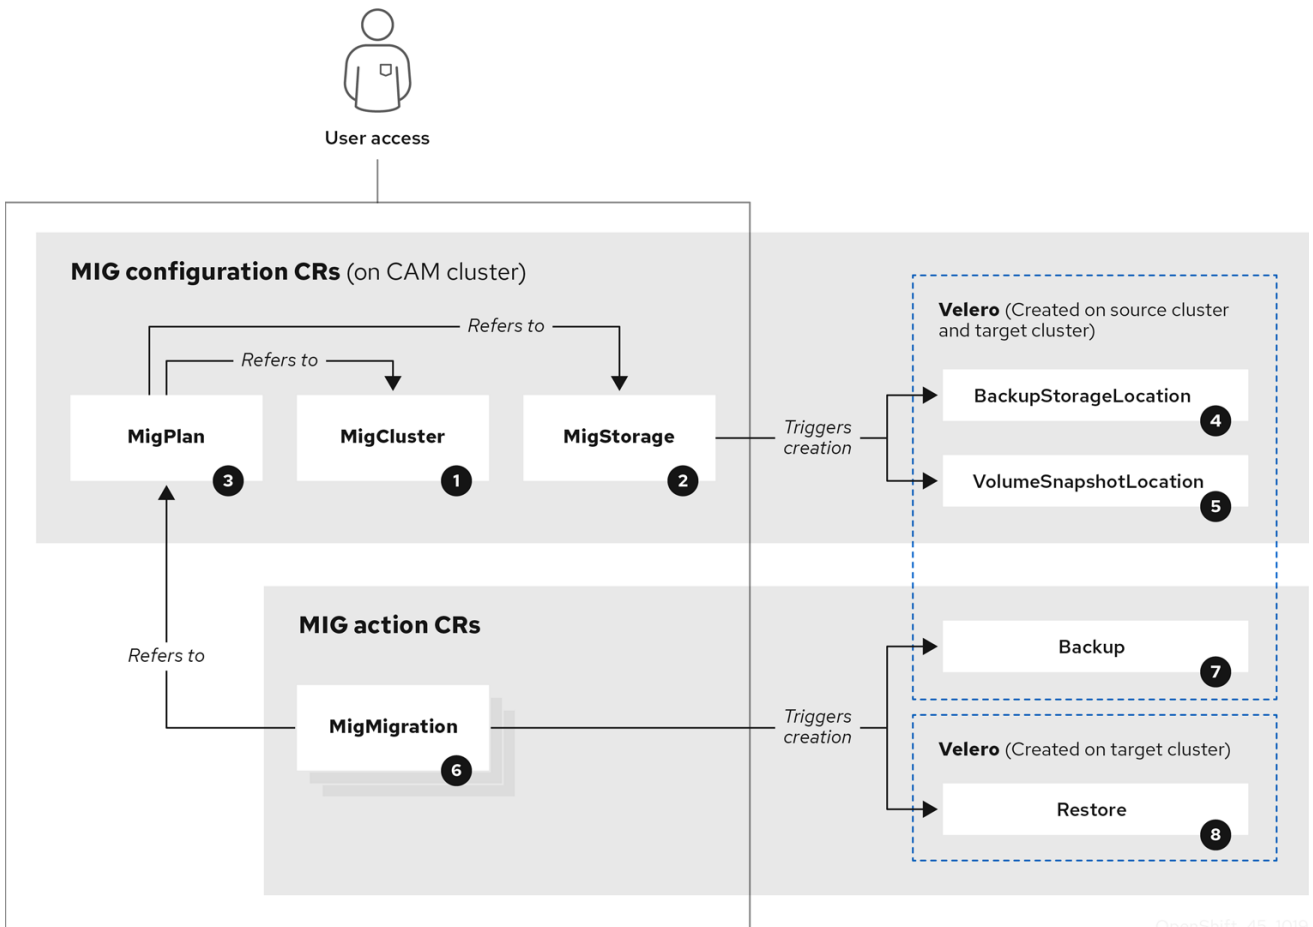 User access
MIG configuration CRs (on CAM cluster)
Velero (Created on source cluster
and target cluster)
Refers to
Refers to
MigPlan
3
MigCluster
1
MigStorage
2
Triggers
creation
BackupStorageLocation
4
VolumeSnapshotLocation
5
MIG action CRs
Refers to
MigMigration
6
Triggers
creation
Backup
7
Velero (Created on target cluster)
Restore
8
OpenShift_45_1019